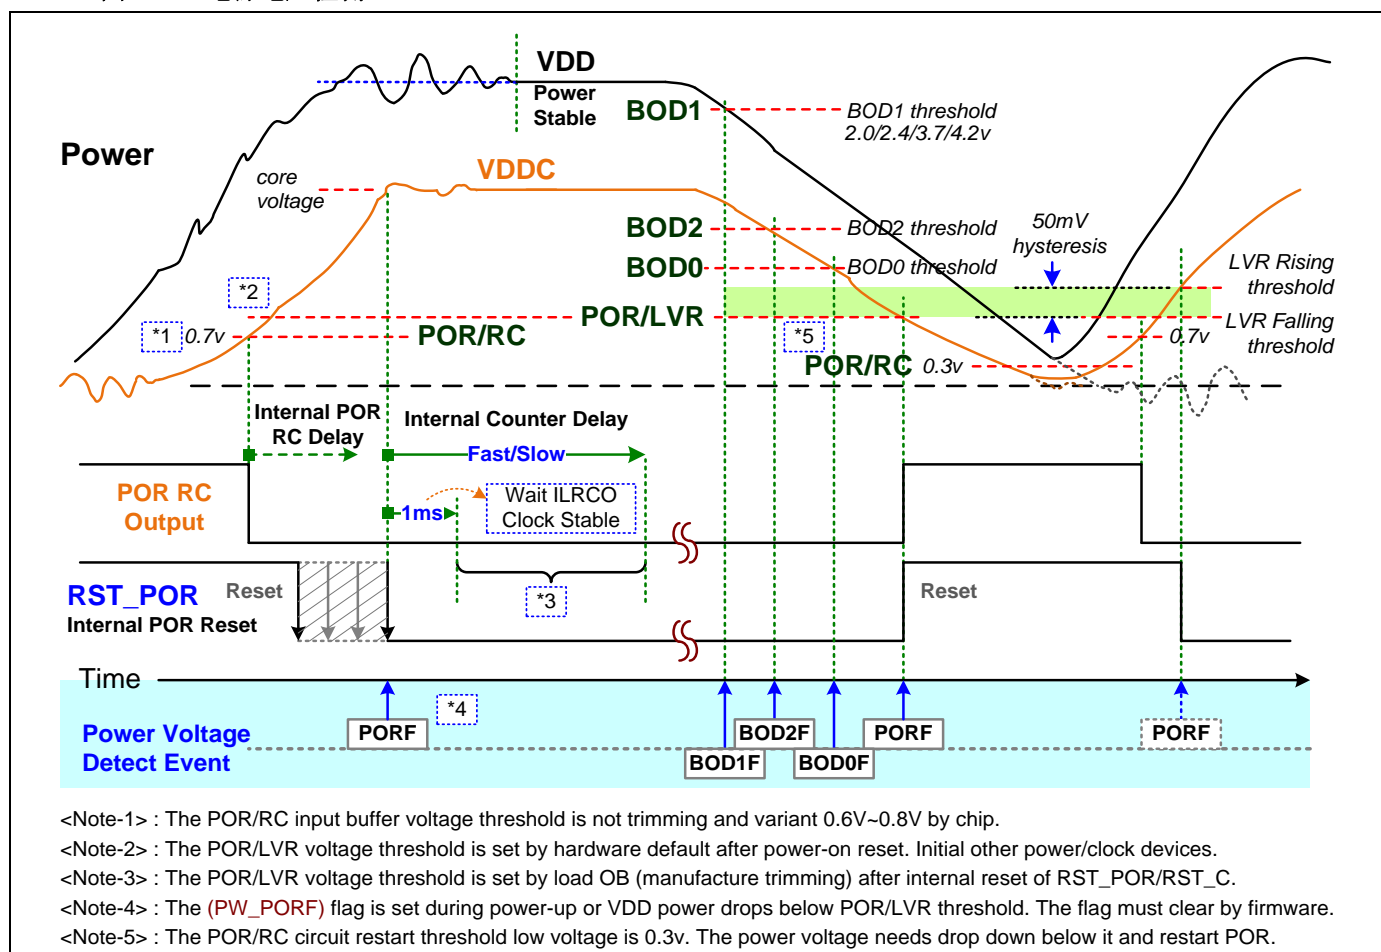 VDD
Power
Stable
BOD1
BOD1 threshold
2.0/2.4/3.7/4.2v
Power
VDDC
core
voltage
BOD2
BOD2 threshold
50mV
hysteresis
BOD0
BOD0 threshold
LVR Rising
threshold
*2
POR/LVR
*1
0.7v
POR/RC
*5
0.7v
LVR Falling
threshold
POR/RC
0.3v
Internal POR
RC Delay
Internal Counter Delay
Fast/Slow
POR RC
Output
1ms
Wait ILRCO
Clock Stable
RST_POR
Internal POR Reset
Reset
*3
Reset
Time
*4
Power Voltage
Detect Event
PORF
BOD1F
BOD2F
BOD0F
PORF
PORF
<Note-1> : The POR/RC input buffer voltage threshold is not trimming and variant 0.6V~0.8V by chip.
<Note-2> : The POR/LVR voltage threshold is set by hardware default after power-on reset. Initial other power/clock devices.
<Note-3> : The POR/LVR voltage threshold is set by load OB (manufacture trimming) after internal reset of RST_POR/RST_C.
<Note-4> : The (PW_PORF) flag is set during power-up or VDD power drops below POR/LVR threshold. The flag must clear by firmware.
<Note-5> : The POR/RC circuit restart threshold low voltage is 0.3v. The power voltage needs drop down below it and restart POR.